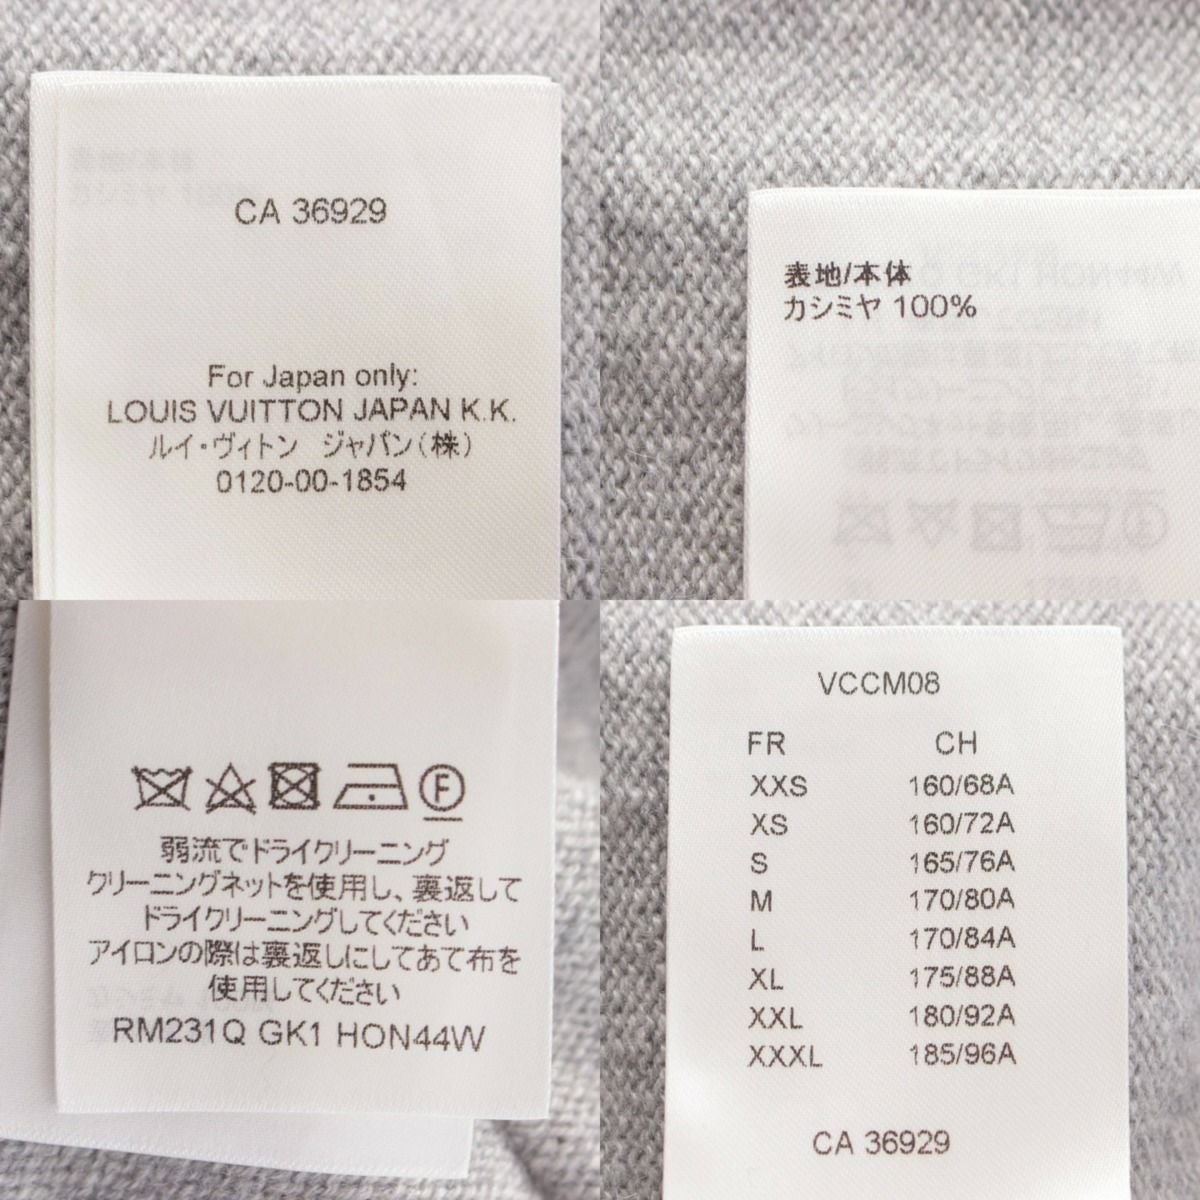 CA 36929
For Japan only:
LOUIS VUITTON JAPAN K.K.
ルイ・ヴィトン ジャパン(株)
0120-00-1854
表地/本体
カシミヤ 100%
F
弱流でドライクリーニング
クリーニングネットを使用し、裏返して
ドライクリーニングしてください
アイロンの際は裏返しにしてあて布を
使用してください
RM231Q GK1 HON44W
VCCM08
FR CH
XXS 160/68A
XS 160/72A
S 165/76A
M 170/80A
L 170/84A
XL 175/88A
XXL 180/92A
XXXL 185/96A
CA 36929